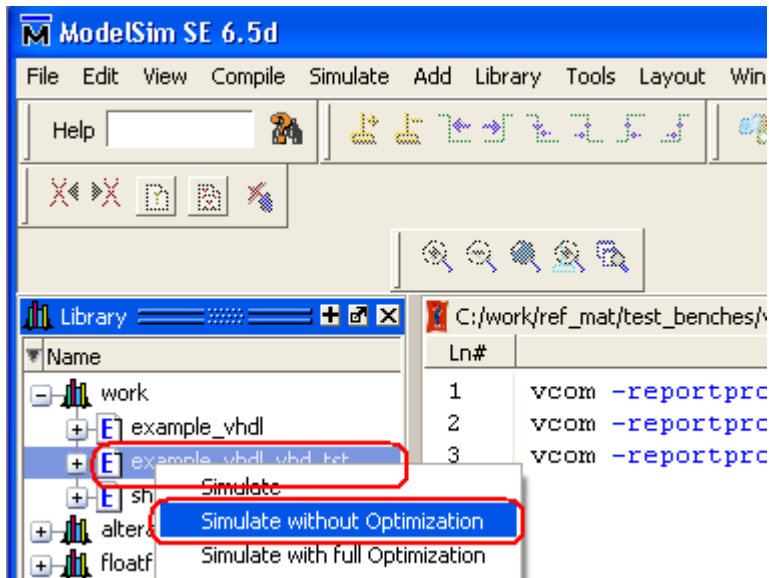 ModelSim SE 6.5d
File Edit View Compile Simulate Add Library Tools Layout Win
Help
Library
C:/work/ref_mat/test_benches/
Name
Ln#
work
1 vcom -reportpro
example_vhdl
2 vcom -reportpro
example_vhdl_vhd_tst
3 vcom -reportpro
sh
Simulate
altera
Simulate without Optimization
floatf
Simulate with full Optimization